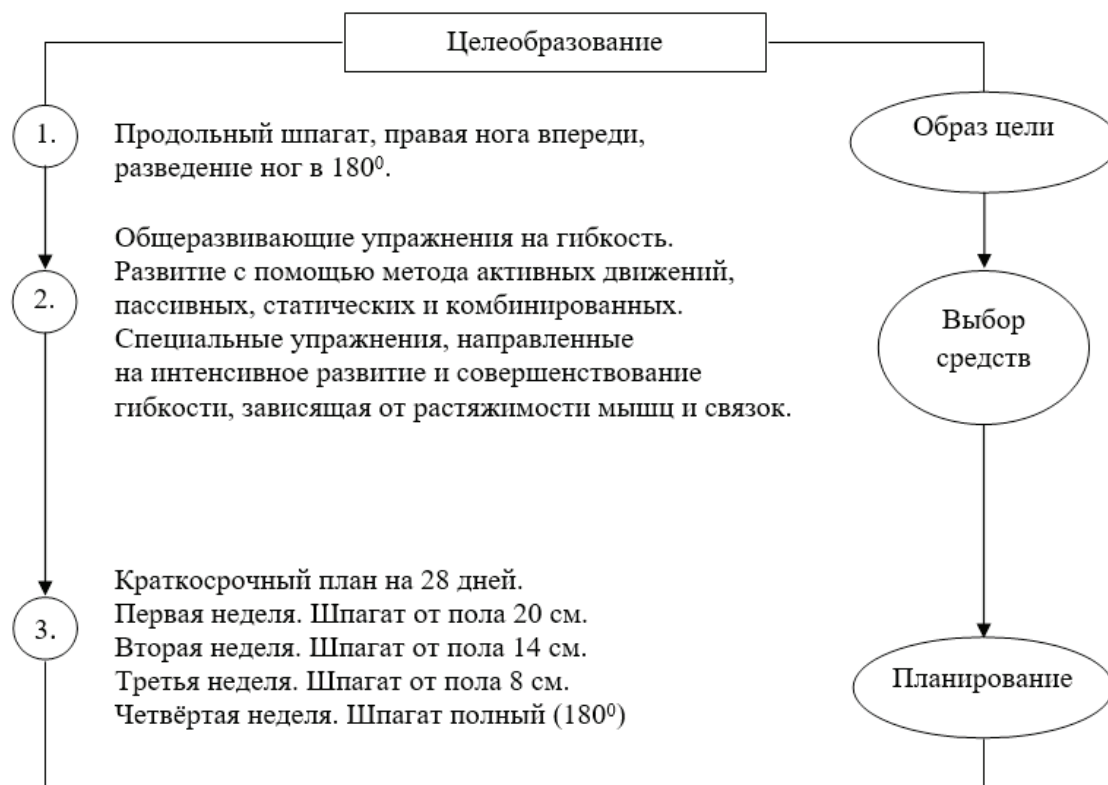 Целеобразование
1.
Продольный шпагат, правая нога впереди,
разведение ног в 180⁰.
Образ цели
2.
Общеразвивающие упражнения на гибкость.
Развитие с помощью метода активных движений,
пассивных, статических и комбинированных.
Специальные упражнения, направленные
на интенсивное развитие и совершенствование
гибкости, зависящая от растяжимости мышц и связок.
Выбор
средств
3.
Краткосрочный план на 28 дней.
Первая неделя. Шпагат от пола 20 см.
Вторая неделя. Шпагат от пола 14 см.
Третья неделя. Шпагат от пола 8 см.
Четвёртая неделя. Шпагат полный (180⁰)
Планирование